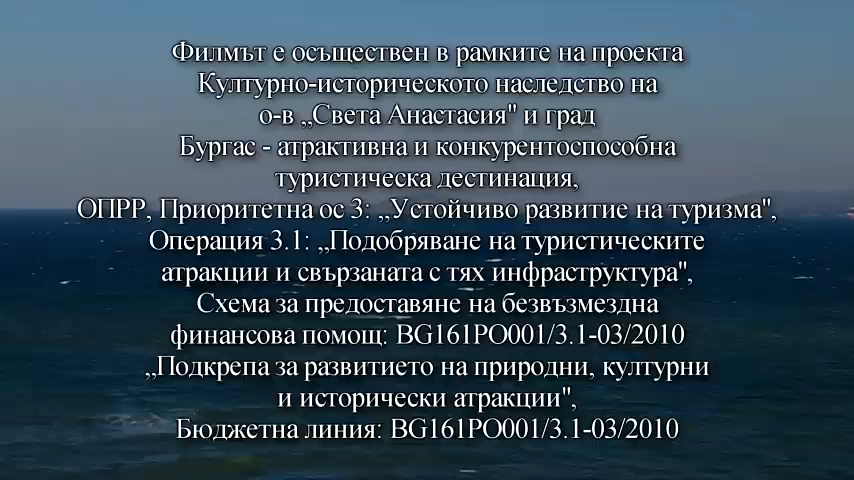 Филмът е осъществен в рамките на проекта
Културно-историческото наследство на
о-в „Света Анастасия" и град
Бургас - атрактивна и конкурентоспособна
туристическа дестинация,
ОПРР, Приоритетна ос 3: „Устойчиво развитие на туризма",
Операция 3.1: „Подобряване на туристическите
атракции и свързаната с тях инфраструктура",
Схема за предоставяне на безвъзмездна
финансова помощ: BG161PO001/3.1-03/2010
„Подкрепа за развитието на природни, културни
и исторически атракции",
Бюджетна линия: BG161PO001/3.1-03/2010